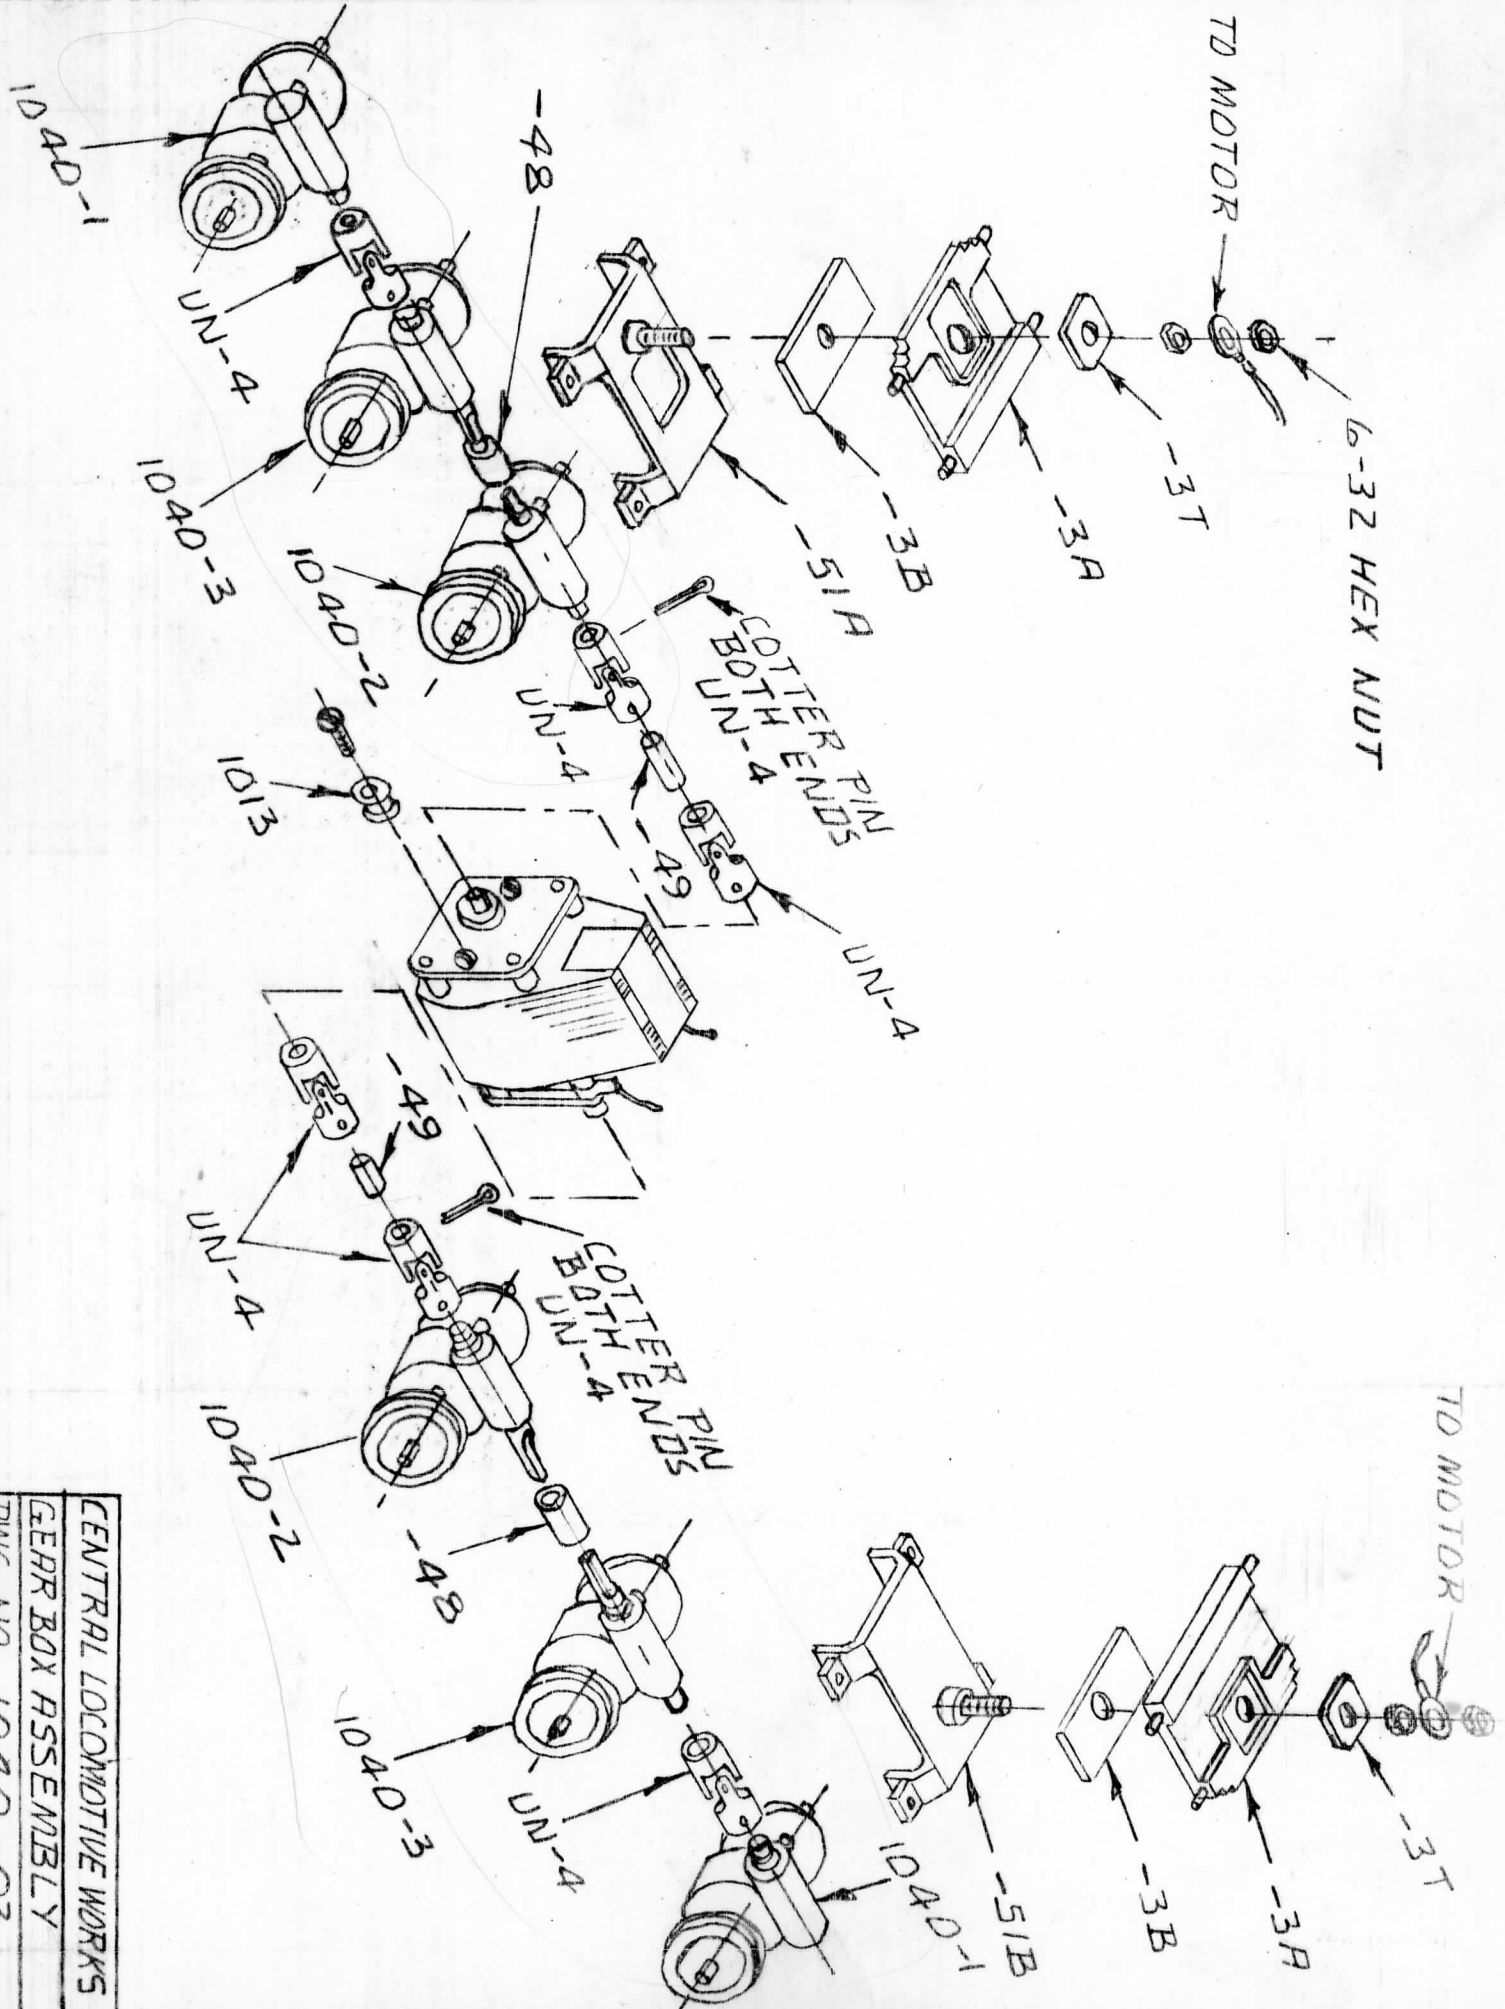 TO MOTOR
6-32 HEX NUT
-3T
-3A
-3B
-51A
-48
1040-1
UN-4
1040-3
1040-2
COTTER PIN
BOTH ENDS
UN-4
UN-4
-49
UN-4
1013
-49
UN-4
COTTER PIN
BOTH ENDS
UN-4
1040-2
-48
1040-3
UN-4
1040-1
TO MOTOR
-3T
-3A
-3B
-51B
CENTRAL LOCOMOTIVE WORKS
GEAR BOX ASSEMBLY